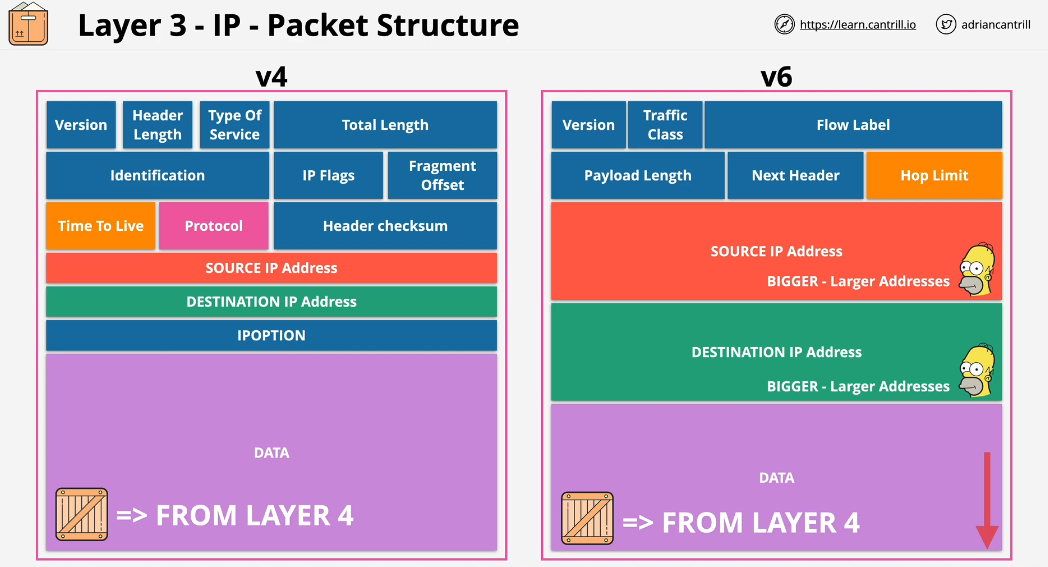 Layer 3 - IP - Packet Structure
https://learn.cantrill.io
adriancantrill
v4
Version
Header
Length
Type Of
Service
Total Length
Identification
IP Flags
Fragment
Offset
Time To Live
Protocol
Header checksum
SOURCE IP Address
DESTINATION IP Address
IPOPTION
DATA
=> FROM LAYER 4
v6
Version
Traffic
Class
Flow Label
Payload Length
Next Header
Hop Limit
SOURCE IP Address
BIGGER - Larger Addresses
DESTINATION IP Address
BIGGER - Larger Addresses
DATA
=> FROM LAYER 4